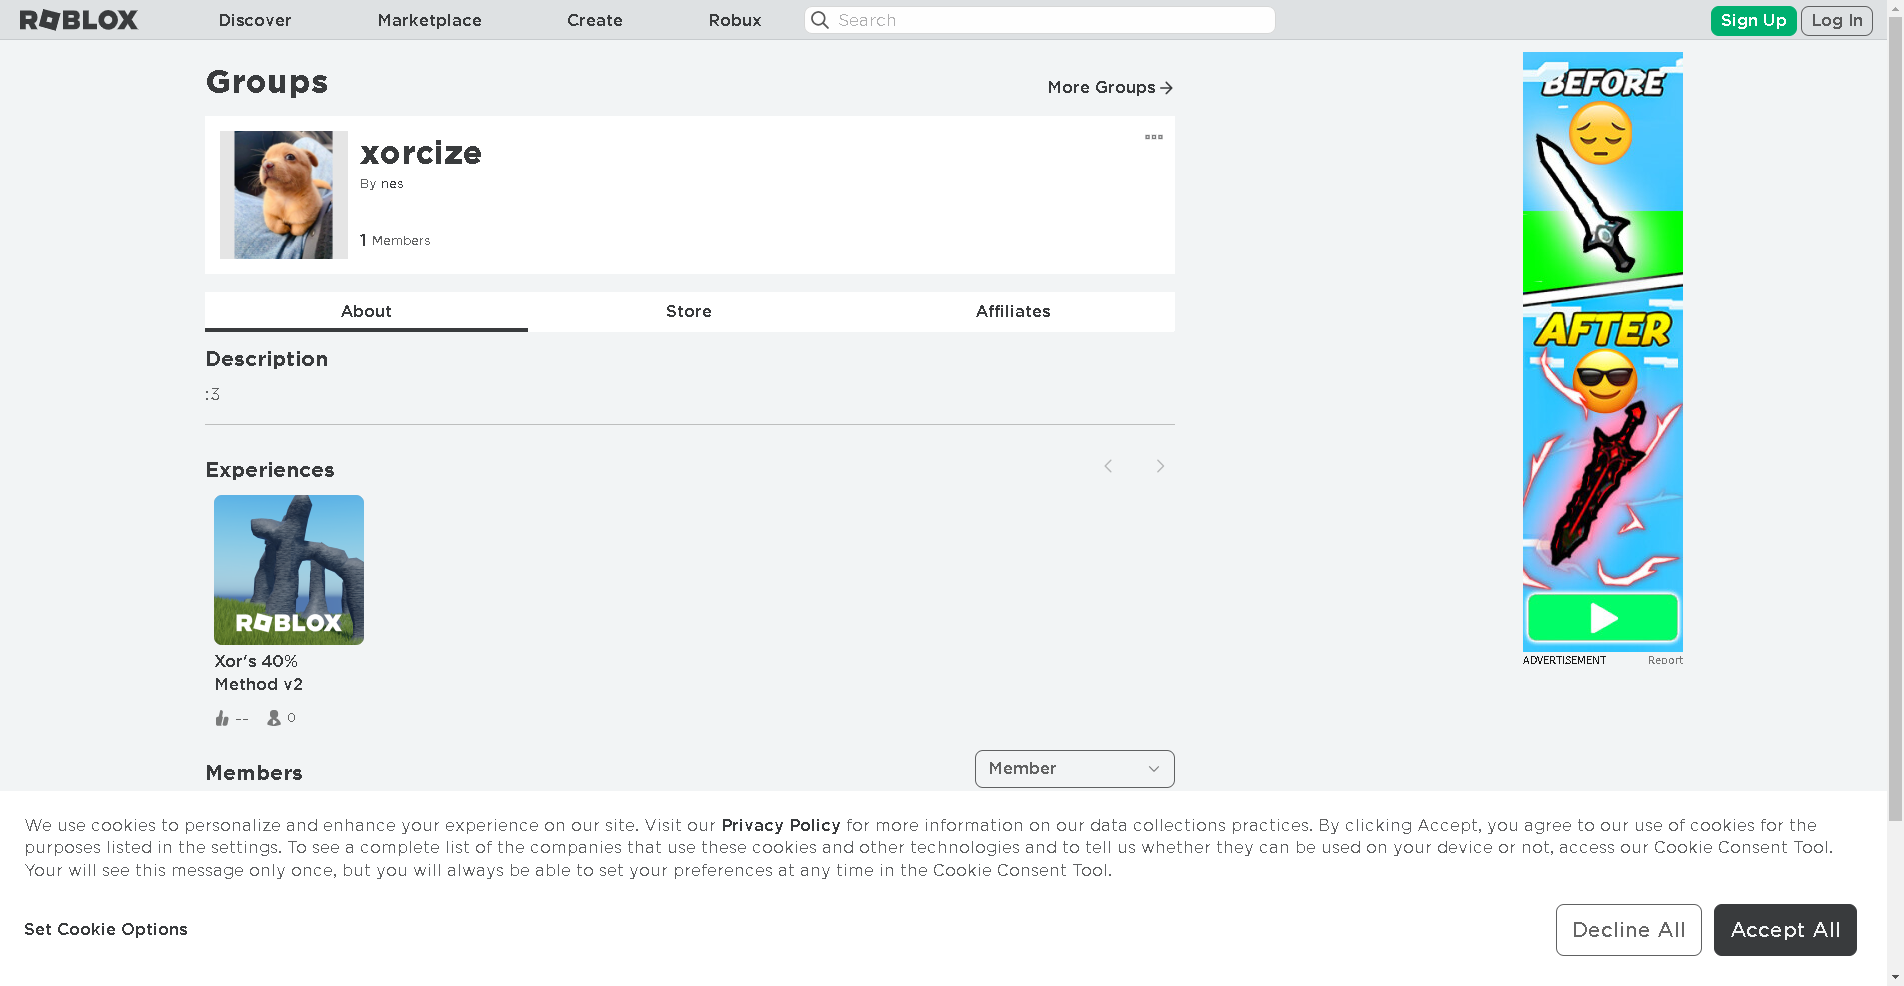 ROBLOX
Discover
Marketplace
Create
Robux
Search
Sign Up
Log In
Groups
More Groups
xorcize
By nes
1 Members
About
Store
Affiliates
Description
:3
Experiences
ROBLOX
Xor's 40%
Method v2
--
0
Members
Member
BEFORE
AFTER
ADVERTISEMENT
Report
We use cookies to personalize and enhance your experience on our site. Visit our Privacy Policy for more information on our data collections practices. By clicking Accept, you agree to our use of cookies for the
purposes listed in the settings. To see a complete list of the companies that use these cookies and other technologies and to tell us whether they can be used on your device or not, access our Cookie Consent Tool.
Your will see this message only once, but you will always be able to set your preferences at any time in the Cookie Consent Tool.
Set Cookie Options
Decline All
Accept All